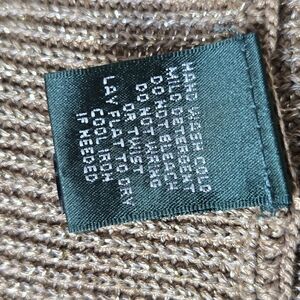 HAND WASH COLD
MILD DETERGENT
DO NOT BLEACH
DO NOT WRING
OR TWIST
LAY FLAT TO DRY
COOL IRON
IF NEEDED